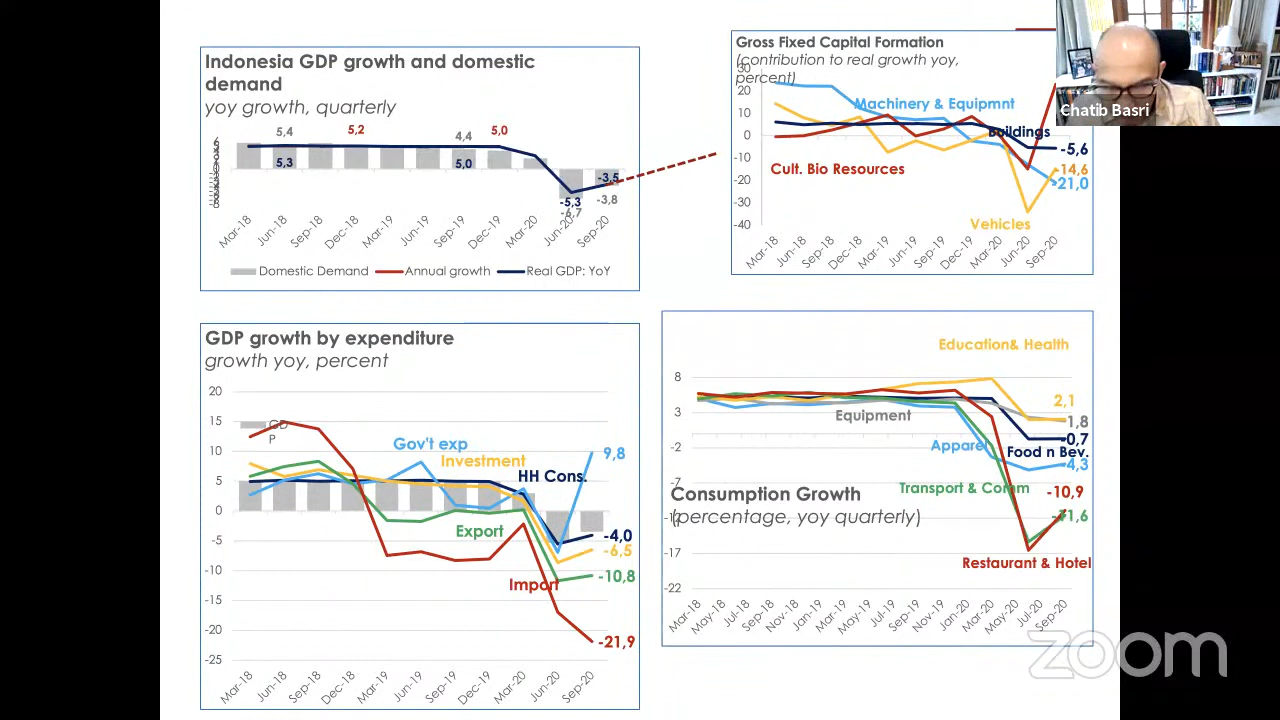 Indonesia GDP growth and domestic
demand
yoy growth, quarterly
5,4
5,2
4,4
5,0
5,3
5,0
-3,5
-5,3
-3,8
-6,7
Mar-18
Jun-18
Sep-18
Dec-18
Mar-19
Jun-19
Sep-19
Dec-19
Mar-20
Jun-20
Sep-20
Domestic Demand
Annual growth
Real GDP: YoY
Gross Fixed Capital Formation
(contribution to real growth yoy,
percent)
30
20
10
0
-10
-20
-30
-40
Machinery & Equipmnt
Buildings
-5,6
Cult. Bio Resources
-14,6
-21,0
Vehicles
Mar-18
Jun-18
Sep-18
Dec-18
Mar-19
Jun-19
Sep-19
Dec-19
Mar-20
Jun-20
Sep-20
Chatib Basri
GDP growth by expenditure
growth yoy, percent
20
15
10
5
0
-5
-10
-15
-20
-25
GD
P
Gov't exp
9,8
Investment
HH Cons.
Export
-4,0
-6,5
-10,8
Import
-21,9
Mar-18
Jun-18
Sep-18
Dec-18
Mar-19
Jun-19
Sep-19
Dec-19
Mar-20
Jun-20
Sep-20
Education& Health
8
3
-2
-7
-12
-17
-22
2,1
Equipment
1,8
-0,7
Apparel
Food n Bev.
-4,3
Transport & Comm
-10,9
Consumption Growth
(percentage, yoy quarterly)
-11,6
Restaurant & Hotel
Mar-18
May-18
Jul-18
Sep-18
Nov-18
Jan-19
Mar-19
May-19
Jul-19
Sep-19
Nov-19
Jan-20
Mar-20
May-20
Jul-20
Sep-20
zoom